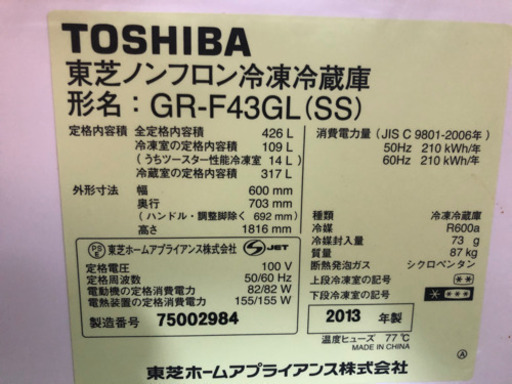 TOSHIBA
東芝ノンフロン冷凍冷蔵庫
形名：GR-F43GL(SS)
定格内容積 全定格内容積 426 L
冷凍室の定格内容積 109 L
(うちツースター性能冷凍室 14 L)
冷蔵室の定格内容積 317 L
外形寸法 幅 600 mm
奥行 703 mm
(ハンドル・調整脚除く 692 mm)
高さ 1816 mm
消費電力量 (JIS C 9801-2006年)
50Hz 210 kWh/年
60Hz 210 kWh/年
種類 冷凍冷蔵庫
冷媒 R600a
冷媒封入量 73 g
質量 87 kg
断熱発泡ガス シクロペンタン
上段冷凍室の記号 **
下段冷凍室の記号 * ***
PSE 東芝ホームアプライアンス株式会社 S JET
定格電圧 100 V
定格周波数 50/60 Hz
電動機の定格消費電力 82/82 W
電熱装置の定格消費電力 155/155 W
製造番号 75002984
2013 年製
温度ヒューズ 77℃
MADE IN CHINA
東芝ホームアプライアンス株式会社
Ⓐ